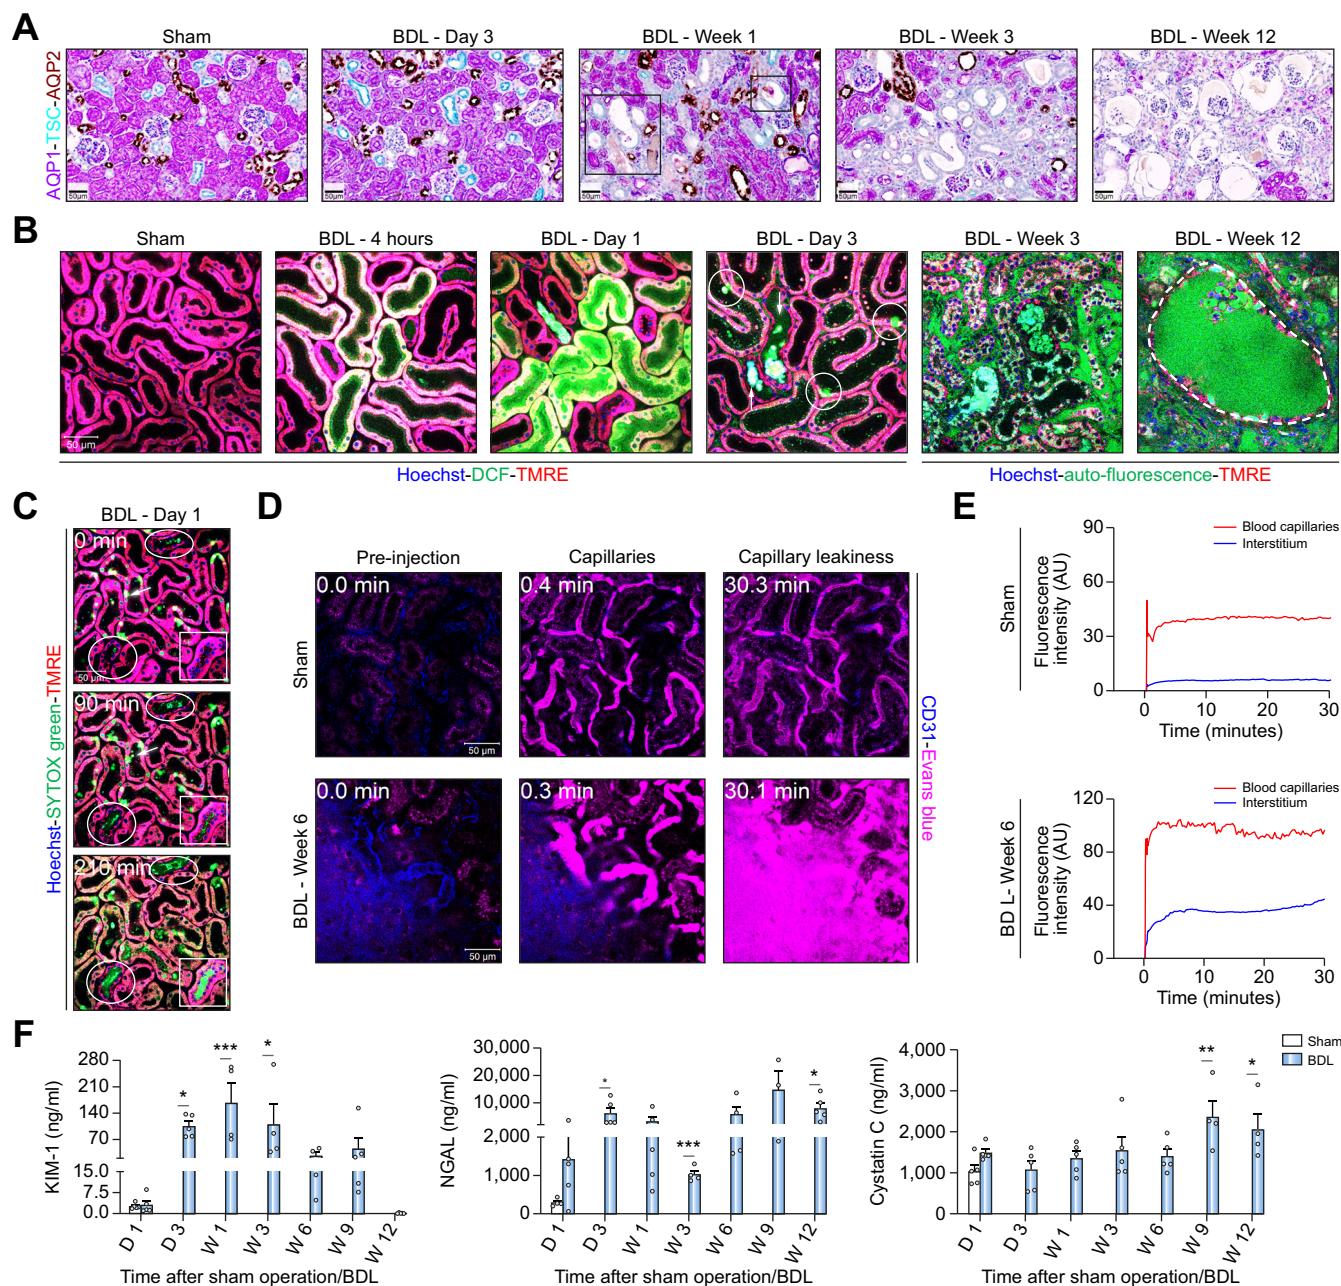 A
Sham
BDL - Day 3
BDL - Week 1
BDL - Week 3
BDL - Week 12
AQP1-TSC-AQP2
50µm
50µm
50µm
50µm
50µm
B
Sham
BDL - 4 hours
BDL - Day 1
BDL - Day 3
BDL - Week 3
BDL - Week 12
50 µm
Hoechst-DCF-TMRE
Hoechst-auto-fluorescence-TMRE
C
BDL - Day 1
0 min
50 µm
90 min
210 min
Hoechst-SYTOX green-TMRE
D
Pre-injection
Capillaries
Capillary leakiness
Sham
0.0 min
0.4 min
30.3 min
50 µm
BDL - Week 6
0.0 min
0.3 min
30.1 min
50 µm
CD31-Evans blue
E
Sham
Fluorescence
intensity (AU)
90
60
30
0
Blood capillaries
Interstitium
0 10 20 30
Time (minutes)
BD L- Week 6
Fluorescence
intensity (AU)
120
80
40
0
Blood capillaries
Interstitium
0 10 20 30
Time (minutes)
F
KIM-1 (ng/ml)
280
210
140
70
15.0
7.5
0.0
* *** *
D 1 D 3 W 1 W 3 W 6 W 9 W 12
Time after sham operation/BDL
NGAL (ng/ml)
30,000
20,000
10,000
2,000
1,000
0
* *** *
D 1 D 3 W 1 W 3 W 6 W 9 W 12
Time after sham operation/BDL
Cystatin C (ng/ml)
4,000
3,000
2,000
1,000
0
** *
D 1 D 3 W 1 W 3 W 6 W 9 W 12
Time after sham operation/BDL
Sham
BDL